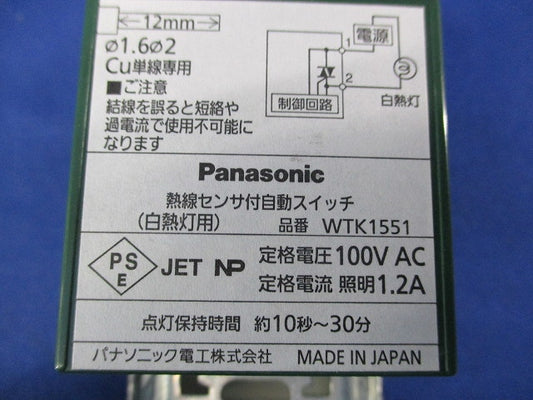 12mm
ø1.6ø2
Cu単線専用
■ご注意
結線を誤ると短絡や
過電流で使用不可能に
なります
1
電源
2
白熱灯
制御回路
Panasonic
熱線センサ付自動スイッチ
(白熱灯用) 品番 WTK1551
PS
E
JET NP
定格電圧 100V AC
定格電流 照明1.2A
点灯保持時間 約10秒〜30分
パナソニック電工株式会社 MADE IN JAPAN